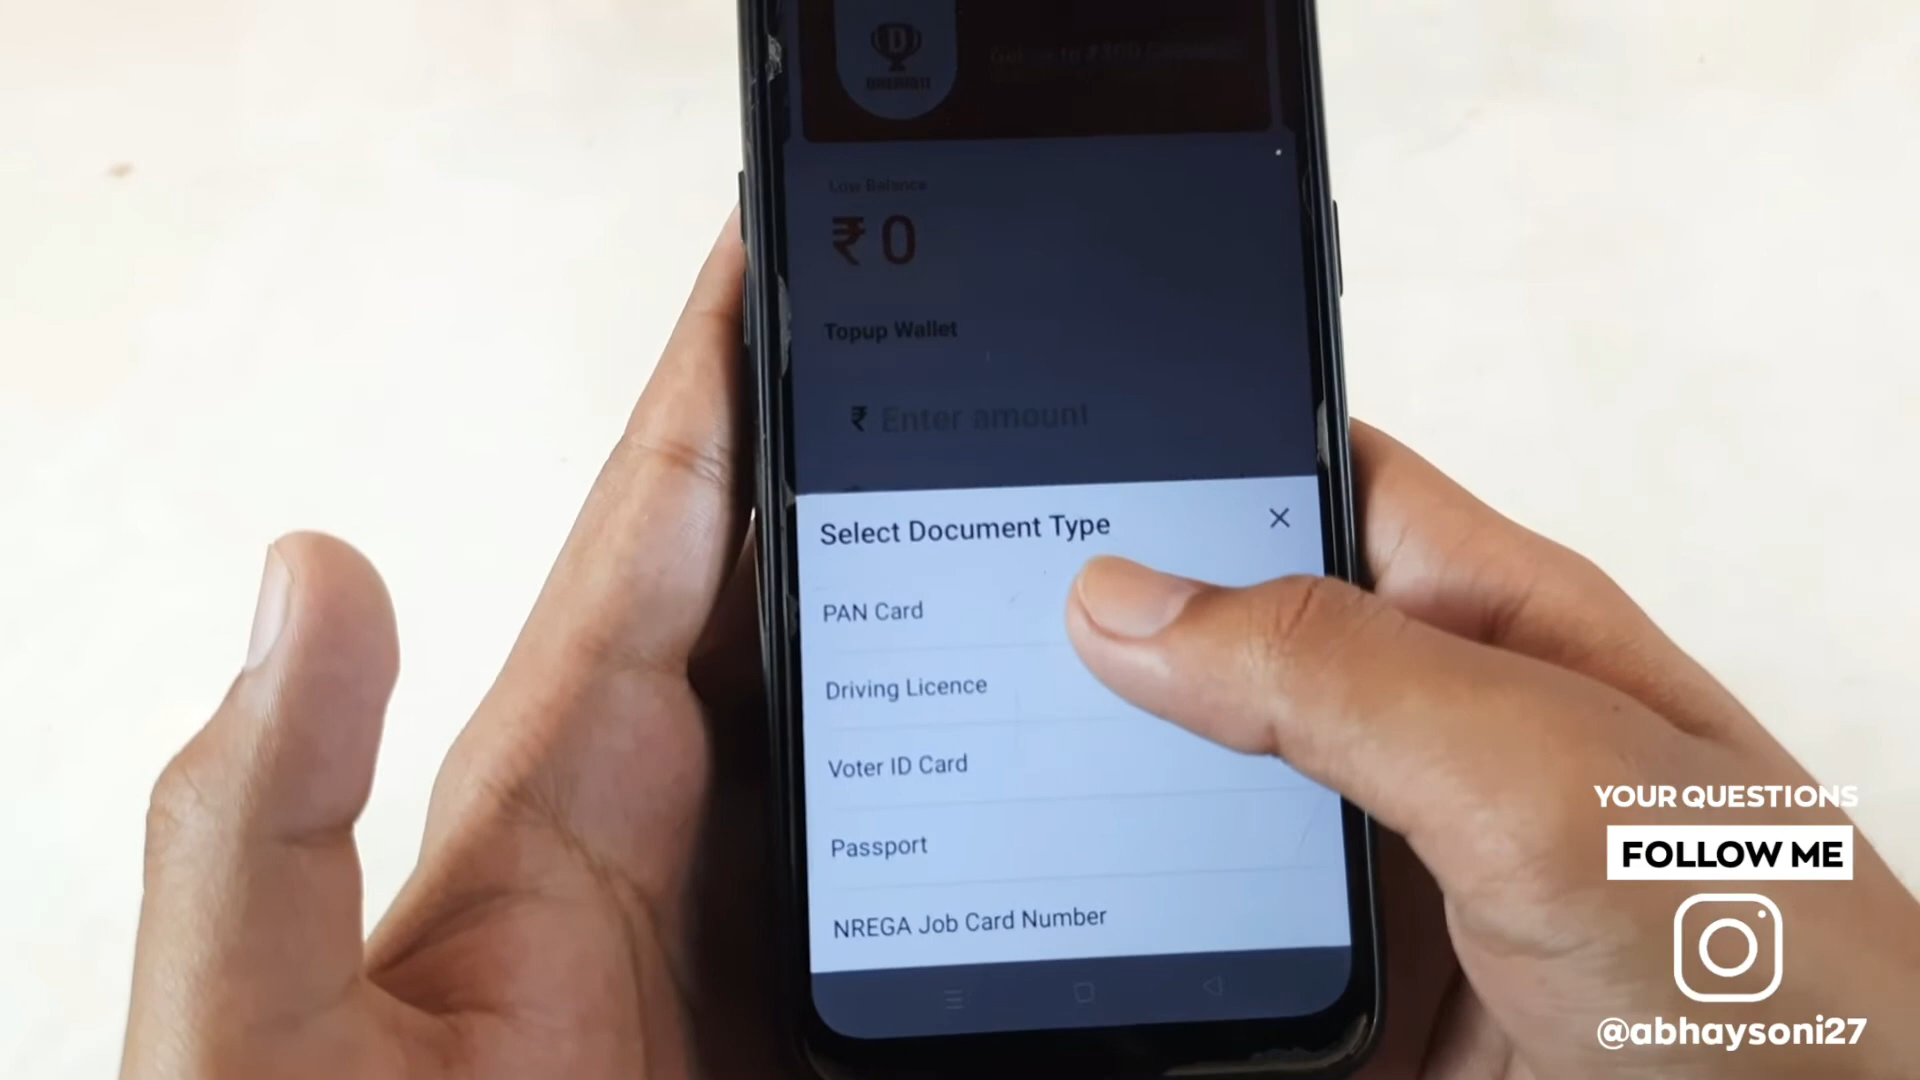 D
DREAM11
Low Balance
₹ 0
Topup Wallet
₹ Enter amount
Select Document Type
PAN Card
Driving Licence
Voter ID Card
Passport
NREGA Job Card Number
YOUR QUESTIONS
FOLLOW ME
@abhaysoni27